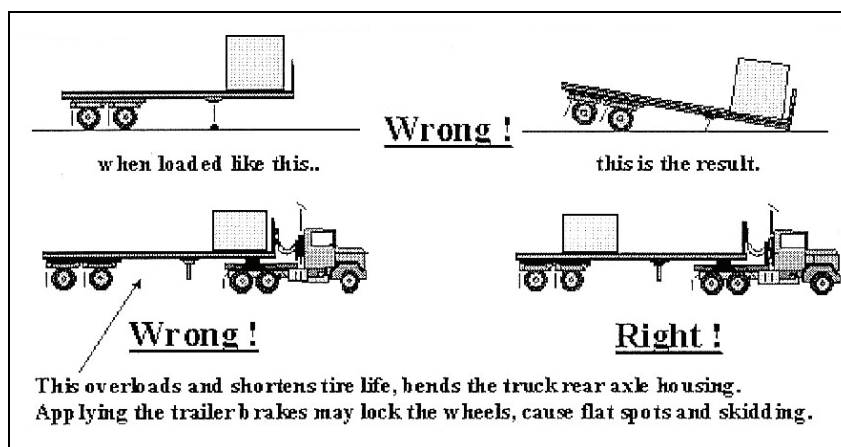 Wrong !
when loaded like this..
this is the result.
Wrong !
Right !
This overloads and shortens tire life, bends the truck rear axle housing.
Applying the trailer brakes may lock the wheels, cause flat spots and skidding.